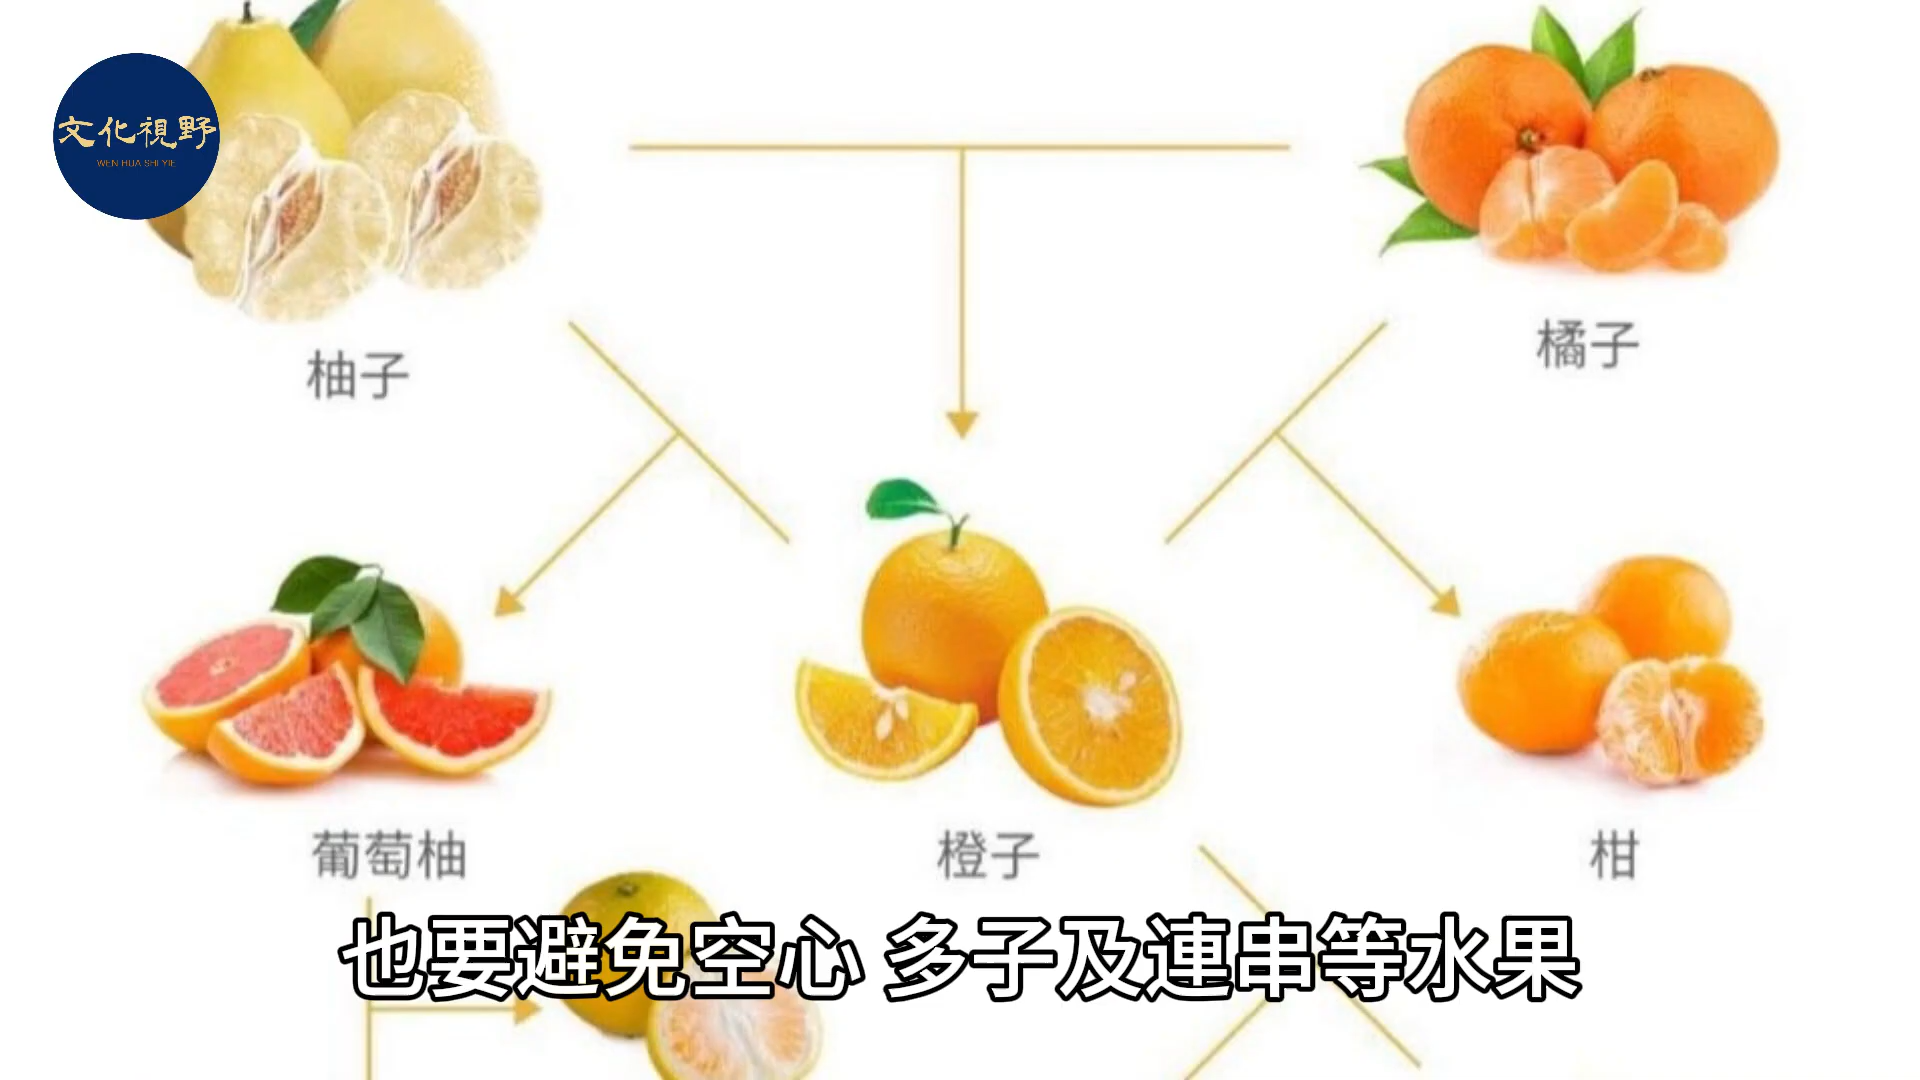 文化視野
WEN HUA SHI YIE
柚子
橘子
葡萄柚
橙子
柑
也要避免空心 多子及連串等水果